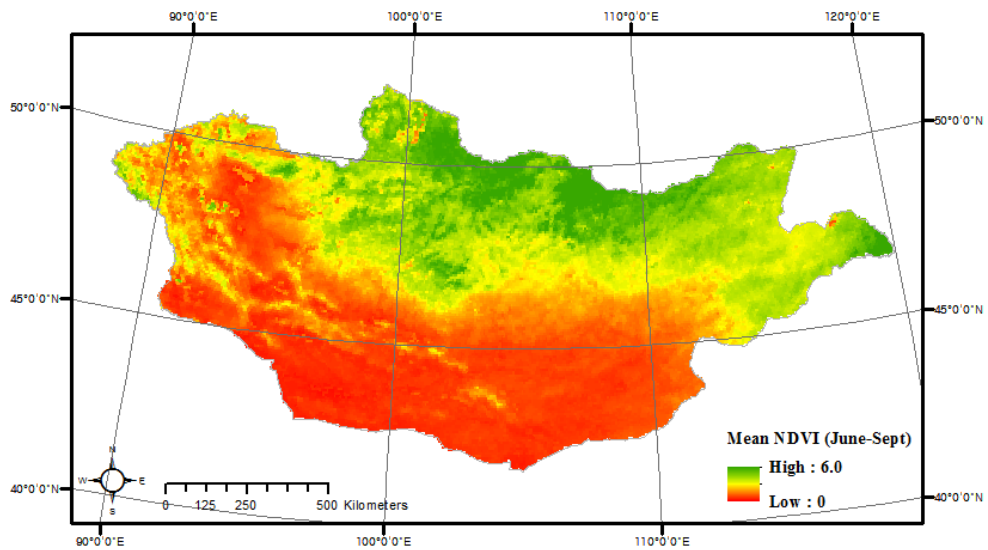 90°0'0"E 100°0'0"E 110°0'0"E 120°0'0"E
50°0'0"N 50°0'0"N
45°0'0"N 45°0'0"N
40°0'0"N 40°0'0"N
Mean NDVI (June-Sept)
High : 6.0
Low : 0
N
W E
S
0 125 250 500 Kilometers
90°0'0"E 100°0'0"E 110°0'0"E